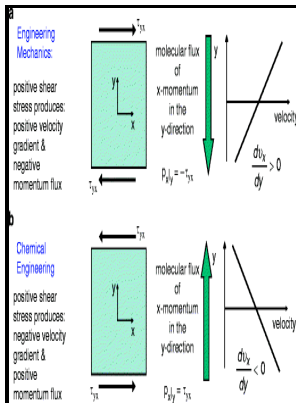 a
Engineering
Mechanics:
positive shear
stress produces:
positive velocity
gradient &
negative
momentum flux
τyx
y
x
τyx
molecular flux
of
x-momentum
in the
y-direction
pₓ|y = −τyx
y
velocity
dυₓ/dy > 0
b
Chemical
Engineering
positive shear
stress produces:
negative velocity
gradient &
positive
momentum flux
τyx
y
x
τyx
molecular flux
of
x-momentum
in the
y-direction
pₓ|y = τyx
y
velocity
dυₓ/dy < 0